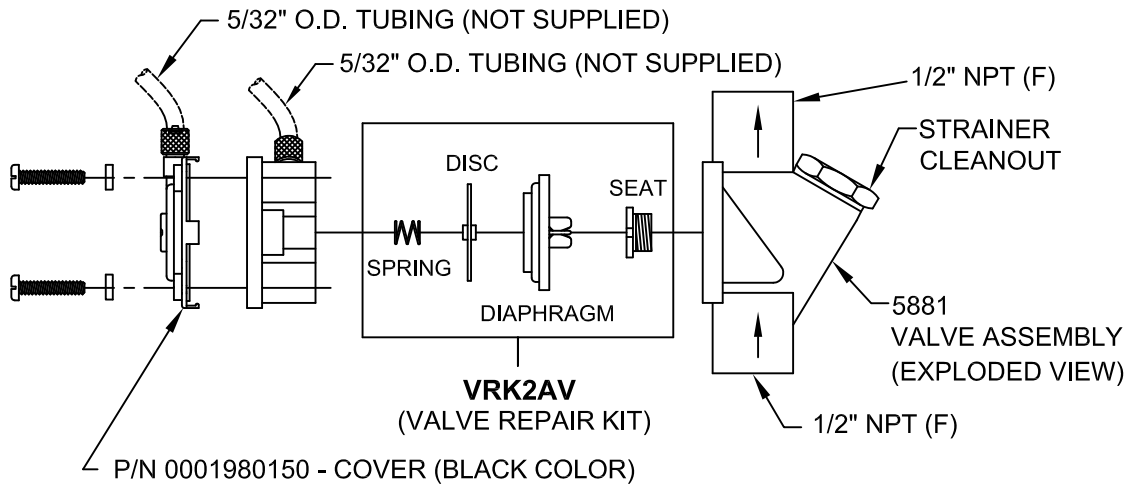 5/32" O.D. TUBING (NOT SUPPLIED)
5/32" O.D. TUBING (NOT SUPPLIED)
1/2" NPT (F)
STRAINER
CLEANOUT
DISC
SEAT
SPRING
DIAPHRAGM
5881
VALVE ASSEMBLY
(EXPLODED VIEW)
VRK2AV
(VALVE REPAIR KIT)
1/2" NPT (F)
P/N 0001980150 - COVER (BLACK COLOR)